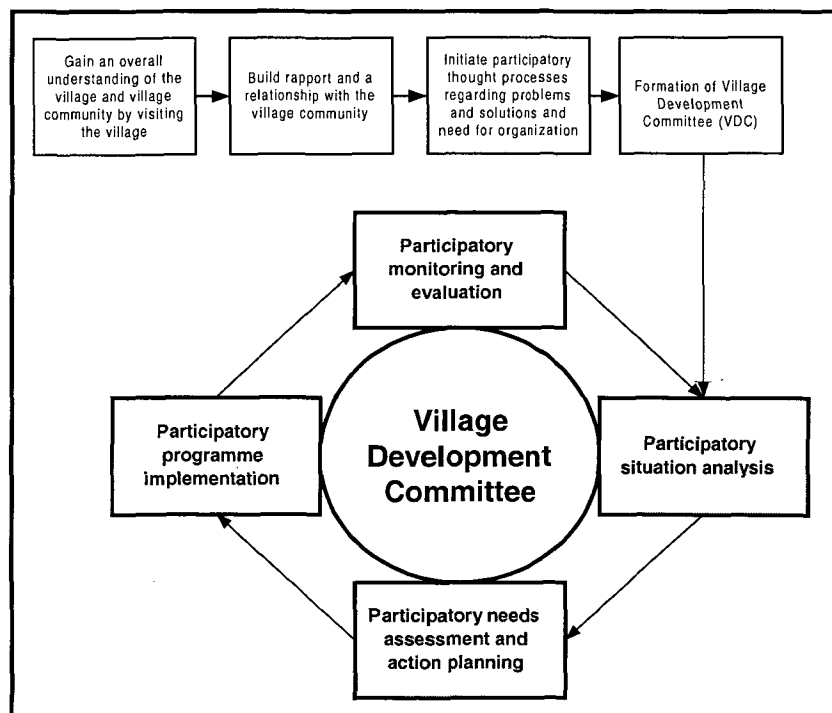 Gain an overall
understanding of the
village and village
community by visiting
the village
Build rapport and a
relationship with the
village community
Initiate participatory
thought processes
regarding problems
and solutions and
need for organization
Formation of Village
Development
Committee (VDC)
Participatory
monitoring and
evaluation
Participatory
programme
implementation
Village
Development
Committee
Participatory
situation analysis
Participatory needs
assessment and
action planning